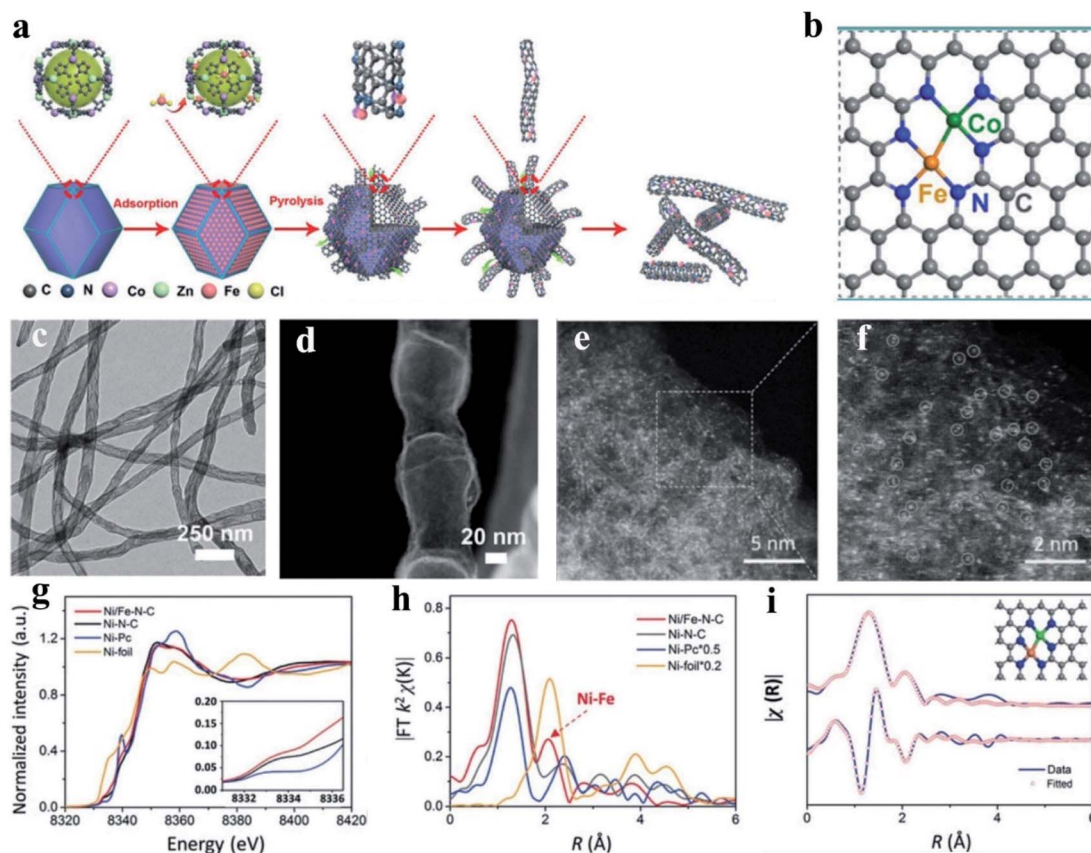 a
Adsorption
Pyrolysis
C N Co Zn Fe Cl
b
Co
Fe N C
c
250 nm
d
20 nm
e
5 nm
f
2 nm
g
Normalized intensity (a.u.)
Ni/Fe-N-C
Ni-N-C
Ni-Pc
Ni-foil
1.2
0.8
0.4
0.0
0.20
0.15
0.10
0.05
0.00
8332 8334 8336
8320 8340 8360 8380 8400 8420
Energy (eV)
h
|FT k² χ(K)|
Ni/Fe-N-C
Ni-N-C
Ni-Pc*0.5
Ni-foil*0.2
Ni-Fe
0.8
0.6
0.4
0.2
0.0
0 2 4 6
R (Å)
i
|χ (R)|
Data
Fitted
0 1 2 3 4 5 6
R (Å)